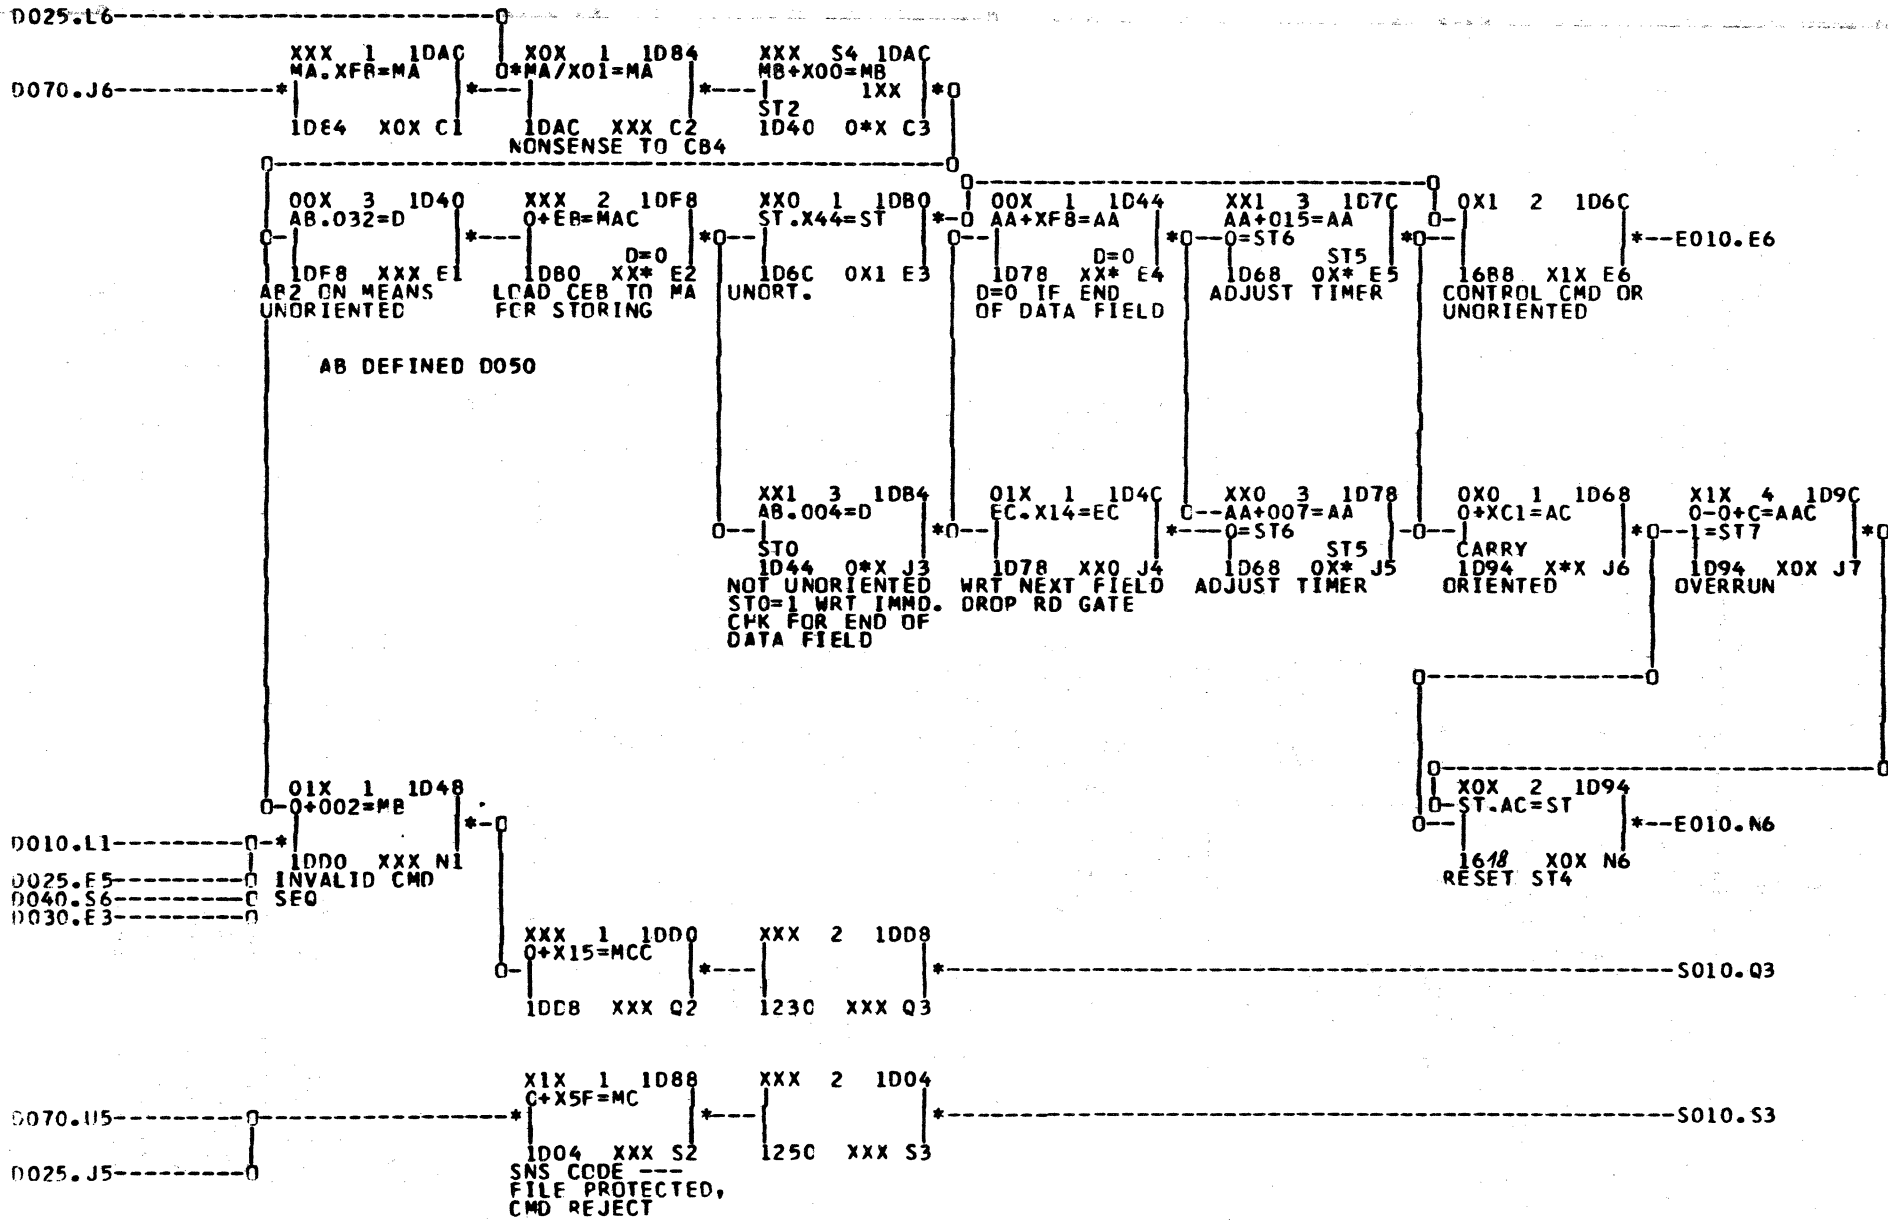 D025.L6
XXX 1 1DAC
MA.XFB=MA
D070.J6
1DE4 X0X C1
X0X 1 1D84
0*MA/X01=MA
1DAC XXX C2
NONSENSE TO CB4
XXX S4 1DAC
MB+X00=MB
1XX
ST2
1D40 0*X C3
00X 3 1D40
AB.032=D
1DF8 XXX E1
AB2 ON MEANS
UNORIENTED
AB DEFINED D050
XXX 2 1DF8
0+EB=MAC
D=0
1DB0 XX* E2
LOAD CEB TO MA
FOR STORING
XX0 1 1DB0
ST.X44=ST
1D6C 0X1 E3
UNORT.
00X 1 1D44
AA+XF8=AA
D=0
1D78 XX* E4
D=0 IF END
OF DATA FIELD
XX1 3 1D7C
AA+015=AA
0=ST6
ST5
1D68 0X* E5
ADJUST TIMER
0X1 2 1D6C
E010.E6
16B8 X1X E6
CONTROL CMD OR
UNORIENTED
XX1 3 1DB4
AB.004=D
ST0
1D44 0*X J3
NOT UNORIENTED
ST0=1 WRT IMMD.
CHK FOR END OF
DATA FIELD
01X 1 1D4C
EC.X14=EC
1D78 XX0 J4
WRT NEXT FIELD
DROP RD GATE
XX0 3 1D78
AA+007=AA
0=ST6
ST5
1D68 0X* J5
ADJUST TIMER
0X0 1 1D68
0+XC1=AC
CARRY
1D94 X*X J6
ORIENTED
X1X 4 1D9C
0-0+C=AAC
1=ST7
1D94 X0X J7
OVERRUN
01X 1 1D48
0+002=MB
D010.L1
1DD0 XXX N1
D025.E5
INVALID CMD
D040.S6
SEQ
D030.E3
X0X 2 1D94
ST.AC=ST
E010.N6
1618 X0X N6
RESET ST4
XXX 1 1DD0
0+X15=MCC
1DD8 XXX Q2
XXX 2 1DD8
S010.Q3
1230 XXX Q3
X1X 1 1D88
C+X5F=MC
D070.U5
1D04 XXX S2
D025.J5
SNS CODE ---
FILE PROTECTED,
CMD REJECT
XXX 2 1D04
S010.S3
1250 XXX S3